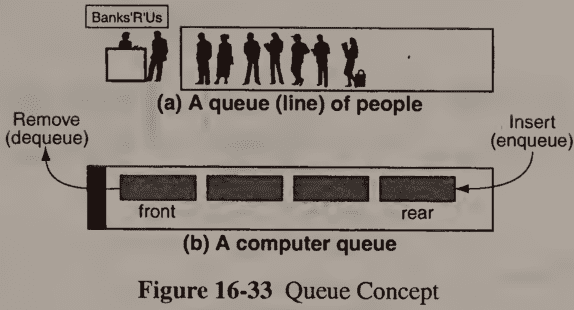 Banks'R'Us
(a) A queue (line) of people
Remove
(dequeue)
Insert
(enqueue)
front
rear
(b) A computer queue
Figure 16-33 Queue Concept